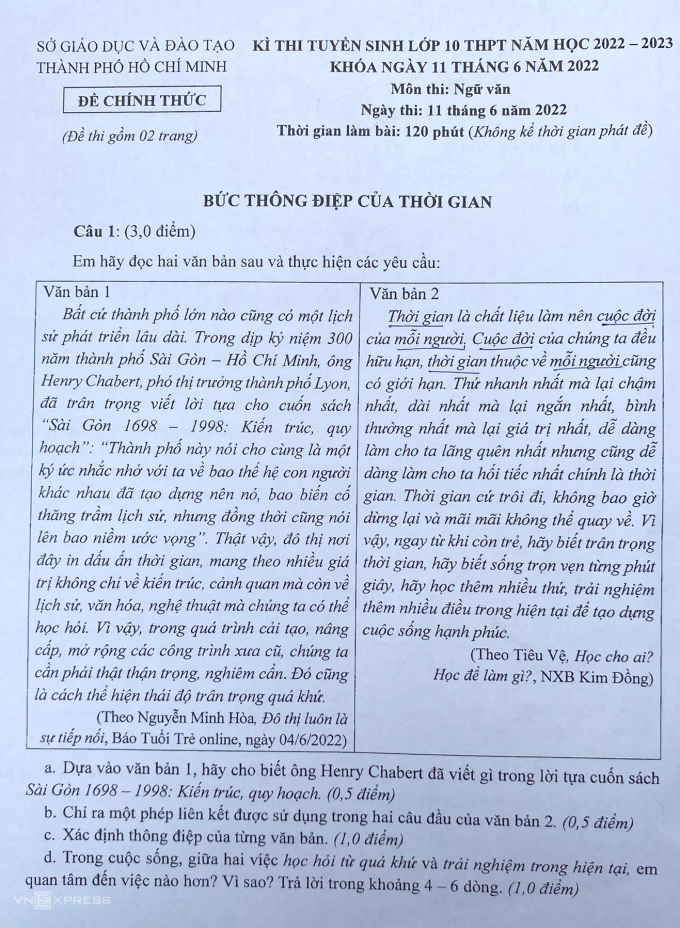 SỞ GIÁO DỤC VÀ ĐÀO TẠO
THÀNH PHỐ HỒ CHÍ MINH
ĐỀ CHÍNH THỨC
(Đề thi gồm 02 trang)
KÌ THI TUYỂN SINH LỚP 10 THPT NĂM HỌC 2022 – 2023
KHÓA NGÀY 11 THÁNG 6 NĂM 2022
Môn thi: Ngữ văn
Ngày thi: 11 tháng 6 năm 2022
Thời gian làm bài: 120 phút (Không kể thời gian phát đề)
BỨC THÔNG ĐIỆP CỦA THỜI GIAN
Câu 1: (3,0 điểm)
Em hãy đọc hai văn bản sau và thực hiện các yêu cầu:
Văn bản 1
Bất cứ thành phố lớn nào cũng có một lịch
sử phát triển lâu dài. Trong dịp kỷ niệm 300
năm thành phố Sài Gòn – Hồ Chí Minh, ông
Henry Chabert, phó thị trưởng thành phố Lyon,
đã trân trọng viết lời tựa cho cuốn sách
“Sài Gòn 1698 – 1998: Kiến trúc, quy
hoạch”: “Thành phố này nói cho cùng là một
ký ức nhắc nhở với ta về bao thế hệ con người
khác nhau đã tạo dựng nên nó, bao biến cố
thăng trầm lịch sử, nhưng đồng thời cũng nói
lên bao niềm ước vọng”. Thật vậy, đô thị nơi
đây in dấu ấn thời gian, mang theo nhiều giá
trị không chỉ về kiến trúc, cảnh quan mà còn về
lịch sử, văn hóa, nghệ thuật mà chúng ta có thể
học hỏi. Vì vậy, trong quá trình cải tạo, nâng
cấp, mở rộng các công trình xưa cũ, chúng ta
cần phải thật thận trọng, nghiêm cẩn. Đó cũng
là cách thể hiện thái độ trân trọng quá khứ.
(Theo Nguyễn Minh Hòa, Đô thị luôn là
sự tiếp nối, Báo Tuổi Trẻ online, ngày 04/6/2022)
Văn bản 2
Thời gian là chất liệu làm nên cuộc đời
của mỗi người. Cuộc đời của chúng ta đều
hữu hạn, thời gian thuộc về mỗi người cũng
có giới hạn. Thứ nhanh nhất mà lại chậm
nhất, dài nhất mà lại ngắn nhất, bình
thường nhất mà lại giá trị nhất, dễ dàng
làm cho ta lãng quên nhất nhưng cũng dễ
dàng làm cho ta hối tiếc nhất chính là thời
gian. Thời gian cứ trôi đi, không bao giờ
dừng lại và mãi mãi không thể quay về. Vì
vậy, ngay từ khi còn trẻ, hãy biết trân trọng
thời gian, hãy biết sống trọn vẹn từng phút
giây, hãy học thêm nhiều thứ, trải nghiệm
thêm nhiều điều trong hiện tại để tạo dựng
cuộc sống hạnh phúc.
(Theo Tiêu Vệ, Học cho ai?
Học để làm gì?, NXB Kim Đồng)
a. Dựa vào văn bản 1, hãy cho biết ông Henry Chabert đã viết gì trong lời tựa cuốn sách
Sài Gòn 1698 – 1998: Kiến trúc, quy hoạch. (0,5 điểm)
b. Chỉ ra một phép liên kết được sử dụng trong hai câu đầu của văn bản 2. (0,5 điểm)
c. Xác định thông điệp của từng văn bản. (1,0 điểm)
d. Trong cuộc sống, giữa hai việc học hỏi từ quá khứ và trải nghiệm trong hiện tại, em
quan tâm đến việc nào hơn? Vì sao? Trả lời trong khoảng 4 – 6 dòng. (1,0 điểm)
VNEXPRESS